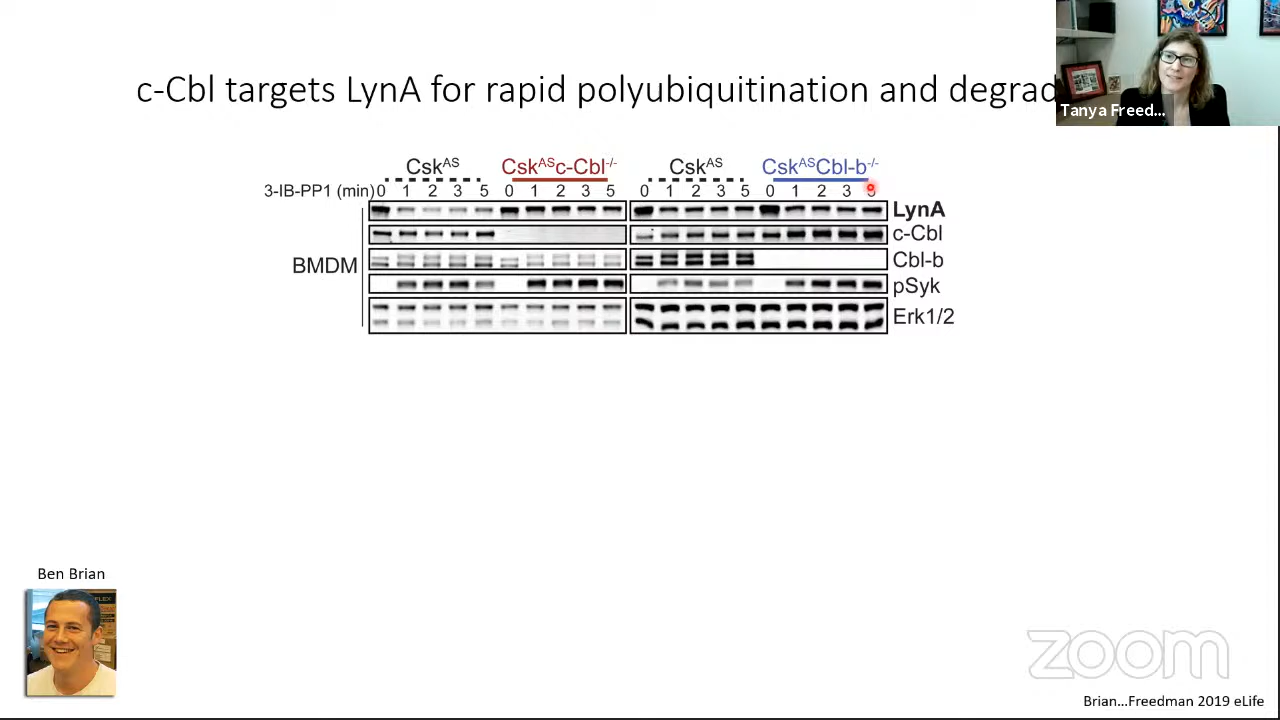 c-Cbl targets LynA for rapid polyubiquitination and degrad
Tanya Freed...
CskAS CskASc-Cbl-/- CskAS CskASCbl-b-/-
3-IB-PP1 (min) 0 1 2 3 5 0 1 2 3 5 0 1 2 3 5 0 1 2 3 5
LynA
c-Cbl
BMDM
Cbl-b
pSyk
Erk1/2
Ben Brian
zoom
Brian...Freedman 2019 eLife